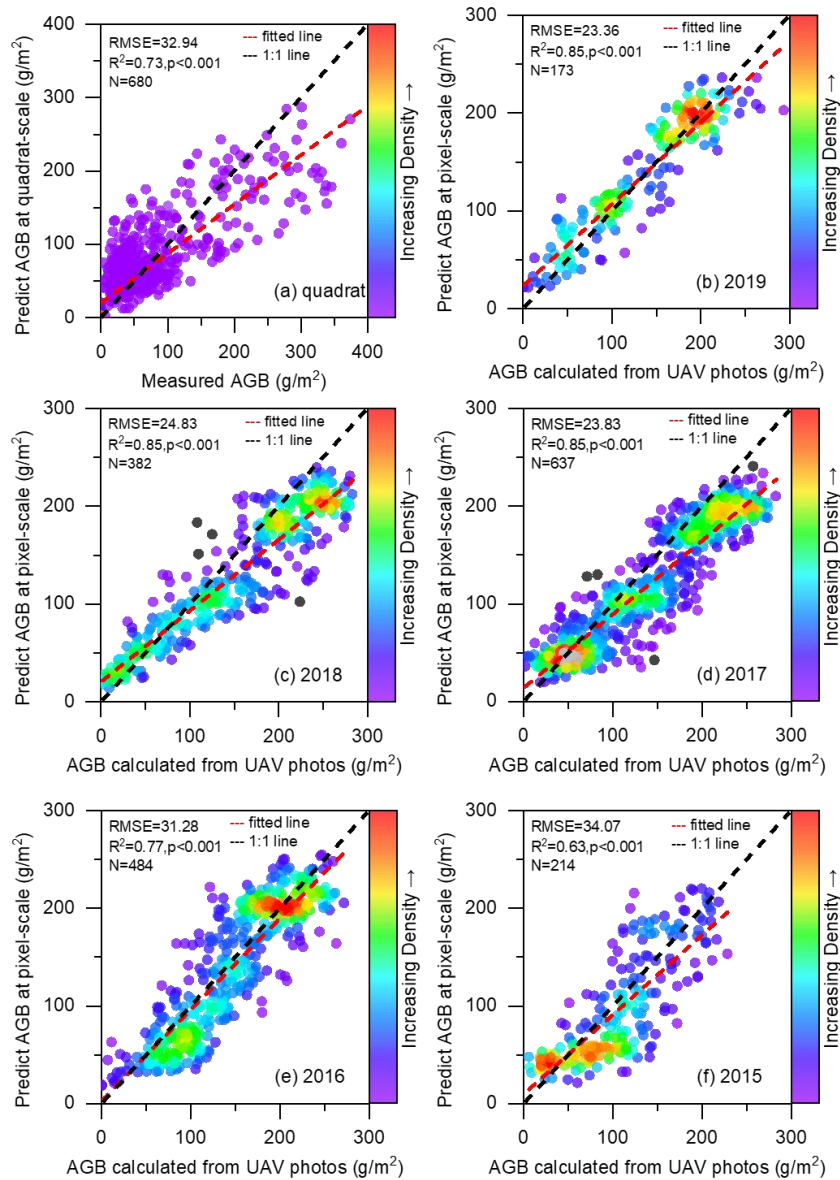 RMSE=32.94
R²=0.73,p<0.001
N=680
fitted line
1:1 line
400
300
200
100
0
0 100 200 300 400
Predict AGB at quadrat-scale (g/m²)
Measured AGB (g/m²)
(a) quadrat
Increasing Density →
RMSE=23.36
R²=0.85,p<0.001
N=173
fitted line
1:1 line
300
200
100
0
0 100 200 300
Predict AGB at pixel-scale (g/m²)
AGB calculated from UAV photos (g/m²)
(b) 2019
Increasing Density →
RMSE=24.83
R²=0.85,p<0.001
N=382
fitted line
1:1 line
300
200
100
0
0 100 200 300
Predict AGB at pixel-scale (g/m²)
AGB calculated from UAV photos (g/m²)
(c) 2018
Increasing Density →
RMSE=23.83
R²=0.85,p<0.001
N=637
fitted line
1:1 line
300
200
100
0
0 100 200 300
Predict AGB at pixel-scale (g/m²)
AGB calculated from UAV photos (g/m²)
(d) 2017
Increasing Density →
RMSE=31.28
R²=0.77,p<0.001
N=484
fitted line
1:1 line
300
200
100
0
0 100 200 300
Predict AGB at pixel-scale (g/m²)
AGB calculated from UAV photos (g/m²)
(e) 2016
Increasing Density →
RMSE=34.07
R²=0.63,p<0.001
N=214
fitted line
1:1 line
300
200
100
0
0 100 200 300
Predict AGB at pixel-scale (g/m²)
AGB calculated from UAV photos (g/m²)
(f) 2015
Increasing Density →